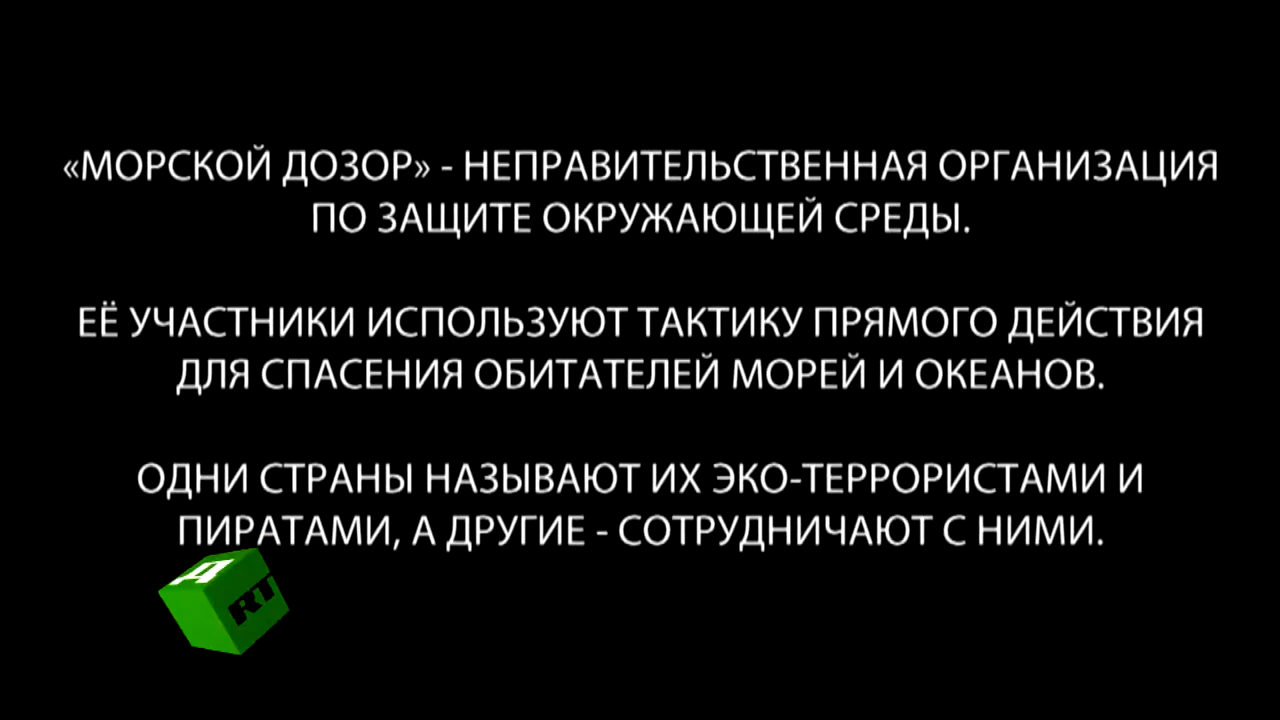 «МОРСКОЙ ДОЗОР» - НЕПРАВИТЕЛЬСТВЕННАЯ ОРГАНИЗАЦИЯ
ПО ЗАЩИТЕ ОКРУЖАЮЩЕЙ СРЕДЫ.
ЕЁ УЧАСТНИКИ ИСПОЛЬЗУЮТ ТАКТИКУ ПРЯМОГО ДЕЙСТВИЯ
ДЛЯ СПАСЕНИЯ ОБИТАТЕЛЕЙ МОРЕЙ И ОКЕАНОВ.
ОДНИ СТРАНЫ НАЗЫВАЮТ ИХ ЭКО-ТЕРРОРИСТАМИ И
ПИРАТАМИ, А ДРУГИЕ - СОТРУДНИЧАЮТ С НИМИ.
Д
RT